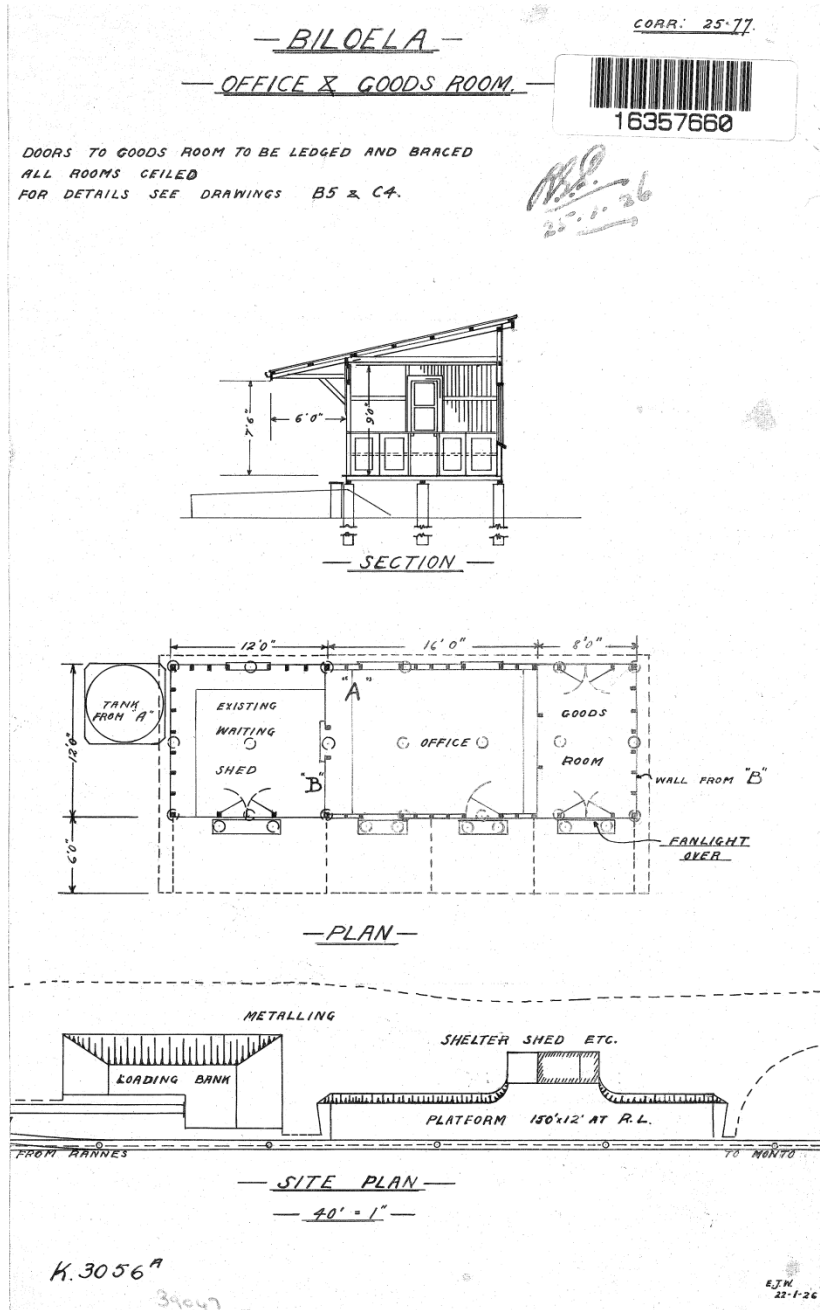 BILOELA
OFFICE & GOODS ROOM.
CORR: 25·77.
16357660
DOORS TO GOODS ROOM TO BE LEDGED AND BRACED
ALL ROOMS CEILED
FOR DETAILS SEE DRAWINGS B5 & C4.
25.1.26
7'9"
6'0"
9'0"
SECTION
12'0"
16'0"
8'0"
TANK
FROM "A"
12'0"
6'0"
EXISTING
WAITING
SHED
"A"
"B"
OFFICE
GOODS
ROOM
WALL FROM "B"
FANLIGHT
OVER
PLAN
METALLING
LOADING BANK
SHELTER SHED ETC.
PLATFORM 150'x12' AT R.L.
FROM RANNES
TO MONTO
SITE PLAN
40' = 1"
K.3056A
39047
E.J.W.
22-1-26